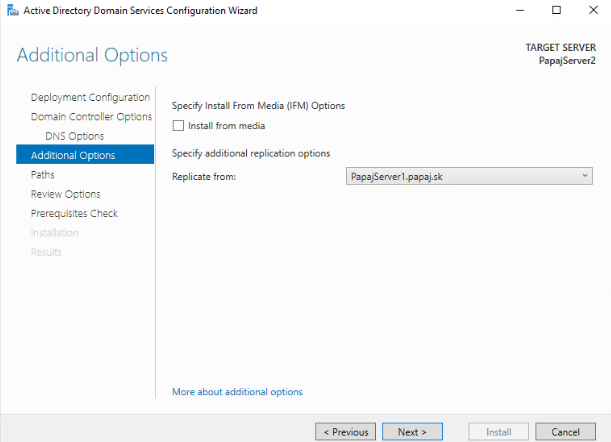 Active Directory Domain Services Configuration Wizard
Additional Options
TARGET SERVER
PapajServer2
Deployment Configuration
Domain Controller Options
DNS Options
Additional Options
Paths
Review Options
Prerequisites Check
Installation
Results
Specify Install From Media (IFM) Options
Install from media
Specify additional replication options
Replicate from: PapajServer1.papaj.sk
More about additional options
< Previous Next > Install Cancel